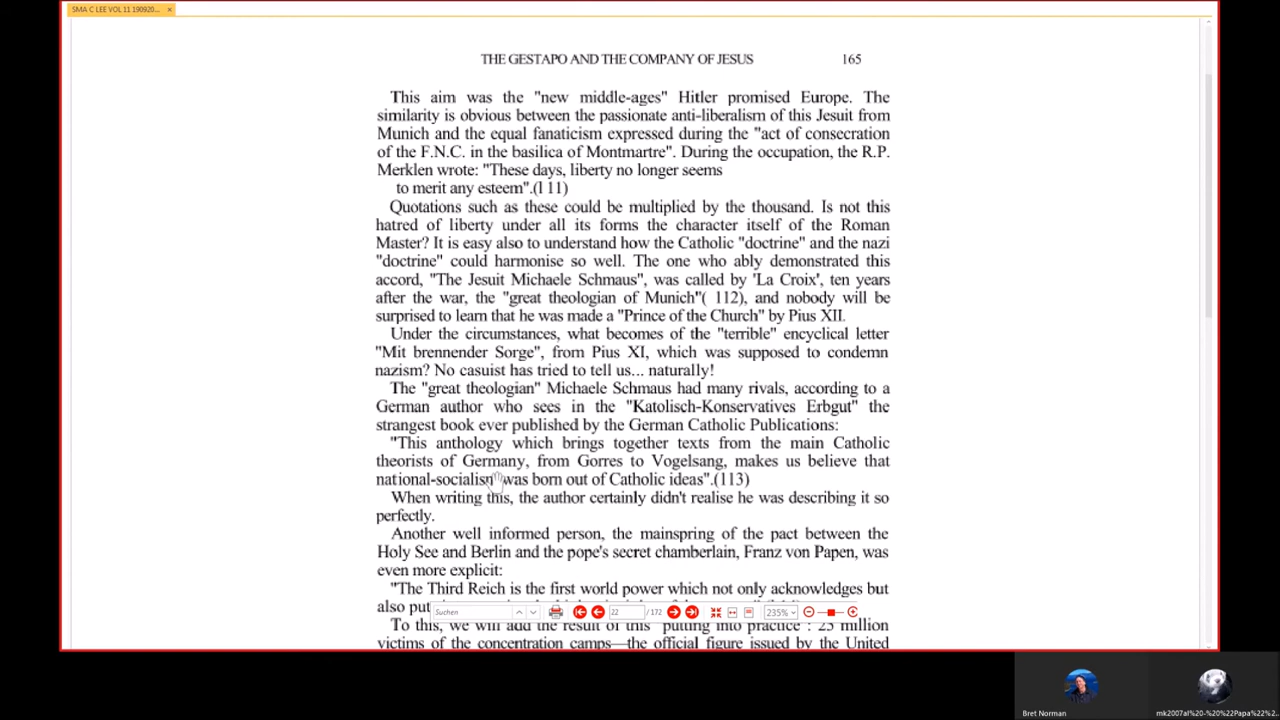 SMA C LEE VOL 11 190920... ×
THE GESTAPO AND THE COMPANY OF JESUS 165
This aim was the "new middle-ages" Hitler promised Europe. The
similarity is obvious between the passionate anti-liberalism of this Jesuit from
Munich and the equal fanaticism expressed during the "act of consecration
of the F.N.C. in the basilica of Montmartre". During the occupation, the R.P.
Merklen wrote: "These days, liberty no longer seems
to merit any esteem".(l 11)
Quotations such as these could be multiplied by the thousand. Is not this
hatred of liberty under all its forms the character itself of the Roman
Master? It is easy also to understand how the Catholic "doctrine" and the nazi
"doctrine" could harmonise so well. The one who ably demonstrated this
accord, "The Jesuit Michaele Schmaus", was called by 'La Croix', ten years
after the war, the "great theologian of Munich"( 112), and nobody will be
surprised to learn that he was made a "Prince of the Church" by Pius XII.
Under the circumstances, what becomes of the "terrible" encyclical letter
"Mit brennender Sorge", from Pius XI, which was supposed to condemn
nazism? No casuist has tried to tell us... naturally!
The "great theologian" Michaele Schmaus had many rivals, according to a
German author who sees in the "Katolisch-Konservatives Erbgut" the
strangest book ever published by the German Catholic Publications:
"This anthology which brings together texts from the main Catholic
theorists of Germany, from Gorres to Vogelsang, makes us believe that
national-socialism was born out of Catholic ideas".(113)
When writing this, the author certainly didn't realise he was describing it so
perfectly.
Another well informed person, the mainspring of the pact between the
Holy See and Berlin and the pope's secret chamberlain, Franz von Papen, was
even more explicit:
"The Third Reich is the first world power which not only acknowledges but
also put
Suchen 22 / 172 235%
To this, we will add the result of this "putting into practice": 25 million
victims of the concentration camps—the official figure issued by the United
Bret Norman
mk2007al%20-%20%22Papa%22%2...